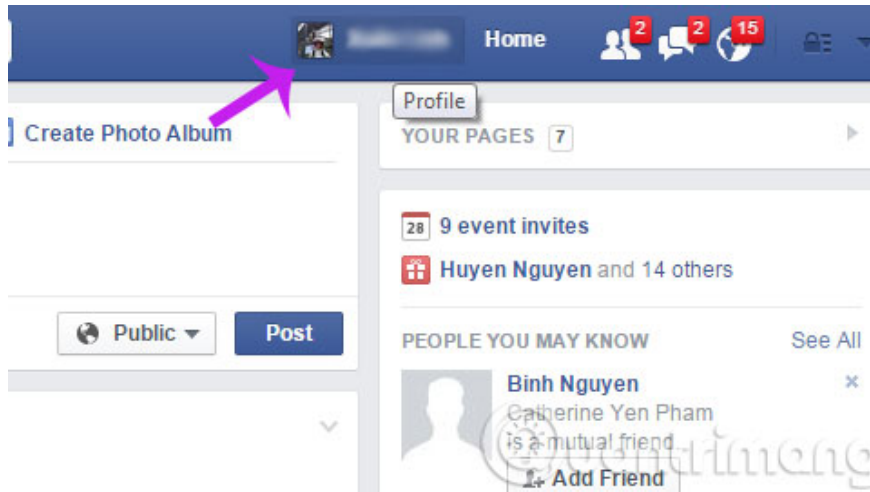 Home
2
2
15
Profile
Create Photo Album
YOUR PAGES 7
28 9 event invites
Huyen Nguyen and 14 others
Public
Post
PEOPLE YOU MAY KNOW See All
Binh Nguyen
Catherine Yen Pham
is a mutual friend
Add Friend
Quantrimang